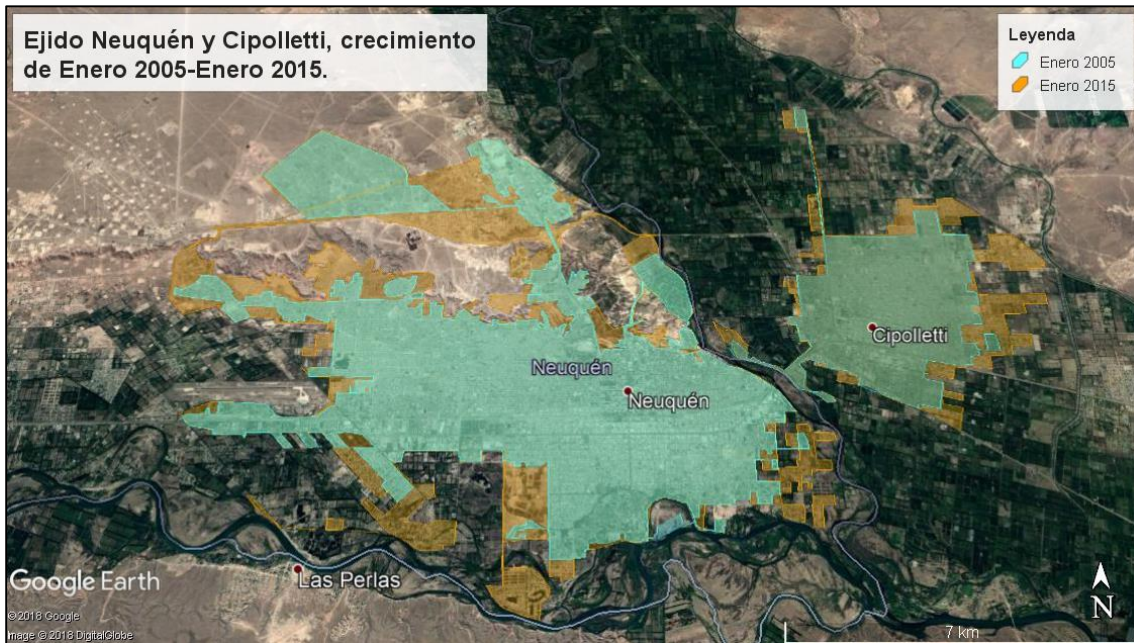 Ejido Neuquén y Cipolletti, crecimiento
de Enero 2005-Enero 2015.
Leyenda
Enero 2005
Enero 2015
Cipolletti
Neuquén
Neuquén
Las Perlas
Google Earth
©2018 Google
Image © 2018 DigitalGlobe
N
7 km